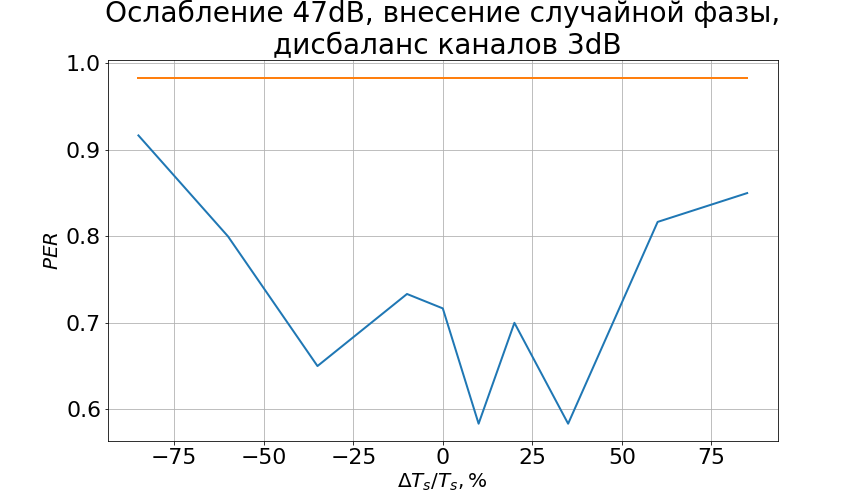 Ослабление 47dB, внесение случайной фазы,
дисбаланс каналов 3dB
1.0
0.9
0.8
0.7
0.6
PER
−75 −50 −25 0 25 50 75
ΔTₛ/Tₛ, %